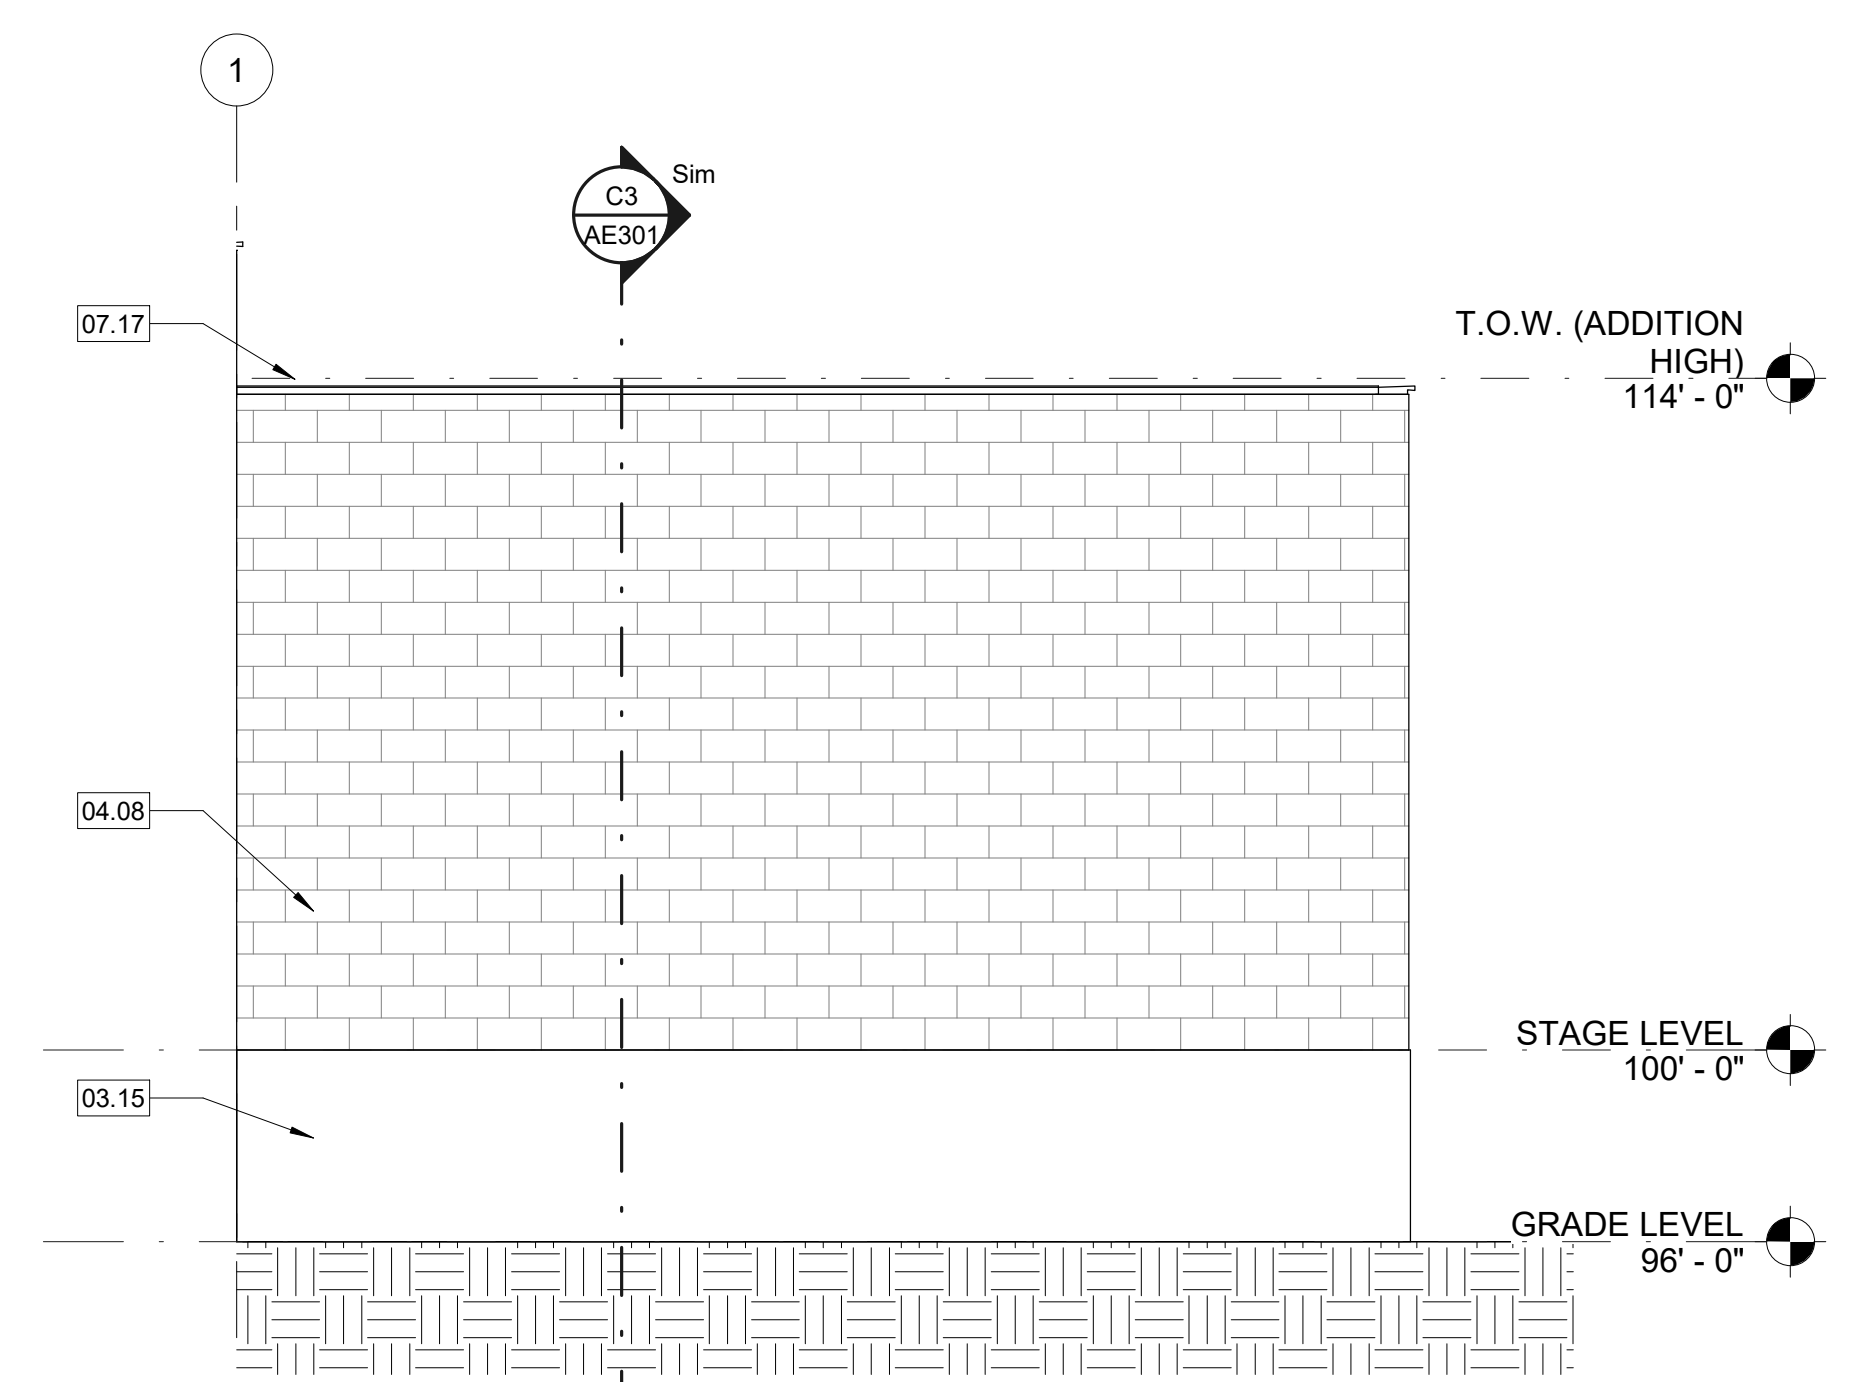 1
Sim
C3
AE301
07.17
T.O.W. (ADDITION
HIGH)
114' - 0"
04.08
STAGE LEVEL
100' - 0"
03.15
GRADE LEVEL
96' - 0"